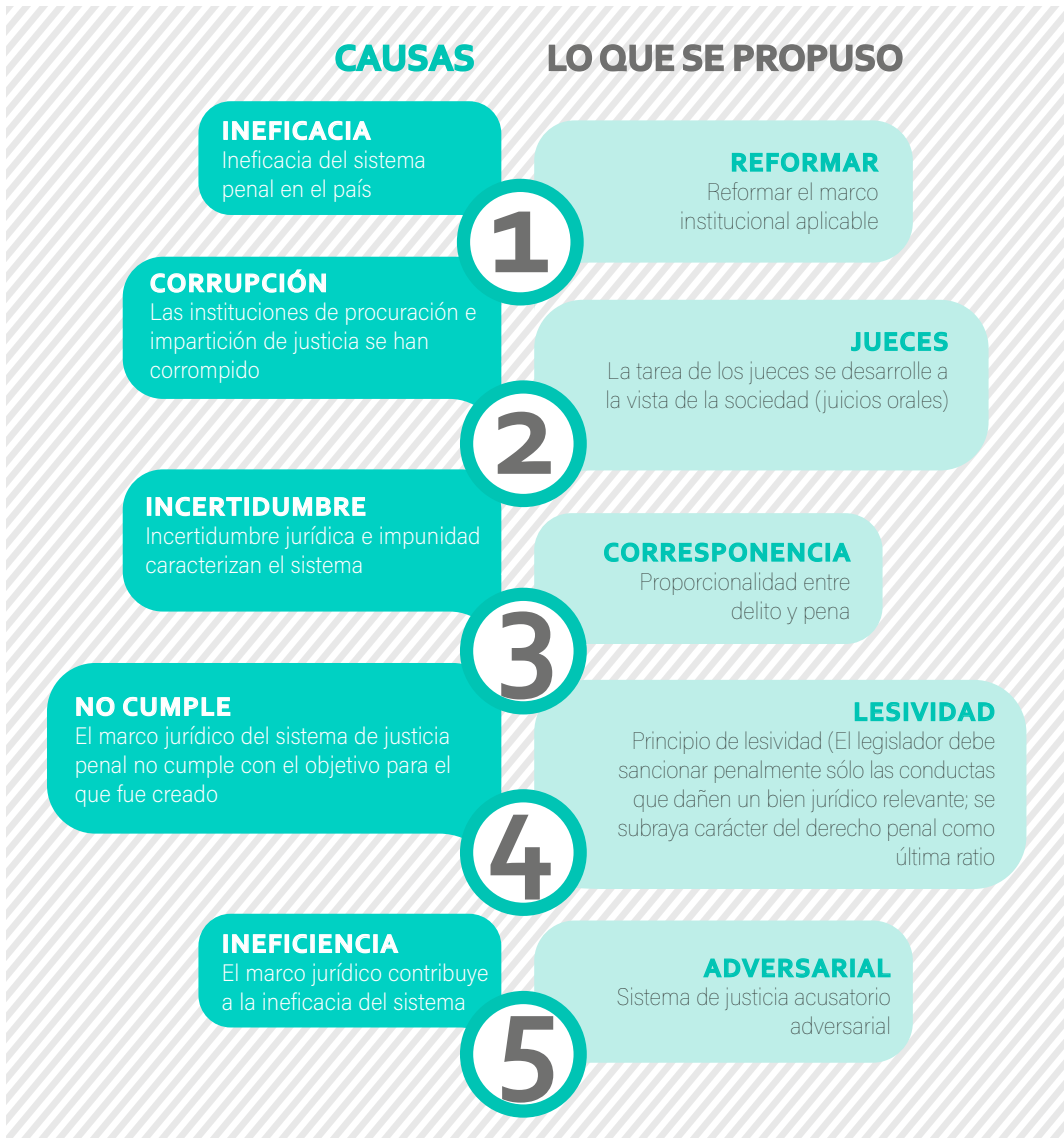 CAUSAS
LO QUE SE PROPUSO
INEFICACIA
Ineficacia del sistema
penal en el país
1
REFORMAR
Reformar el marco
institucional aplicable
CORRUPCIÓN
Las instituciones de procuración e
impartición de justicia se han
corrompido
2
JUECES
La tarea de los jueces se desarrolle a
la vista de la sociedad (juicios orales)
INCERTIDUMBRE
Incertidumbre jurídica e impunidad
caracterizan el sistema
3
CORRESPONENCIA
Proporcionalidad entre
delito y pena
NO CUMPLE
El marco jurídico del sistema de justicia
penal no cumple con el objetivo para el
que fue creado
4
LESIVIDAD
Principio de lesividad (El legislador debe
sancionar penalmente sólo las conductas
que dañen un bien jurídico relevante; se
subraya carácter del derecho penal como
última ratio
INEFICIENCIA
El marco jurídico contribuye
a la ineficacia del sistema
5
ADVERSARIAL
Sistema de justicia acusatorio
adversarial